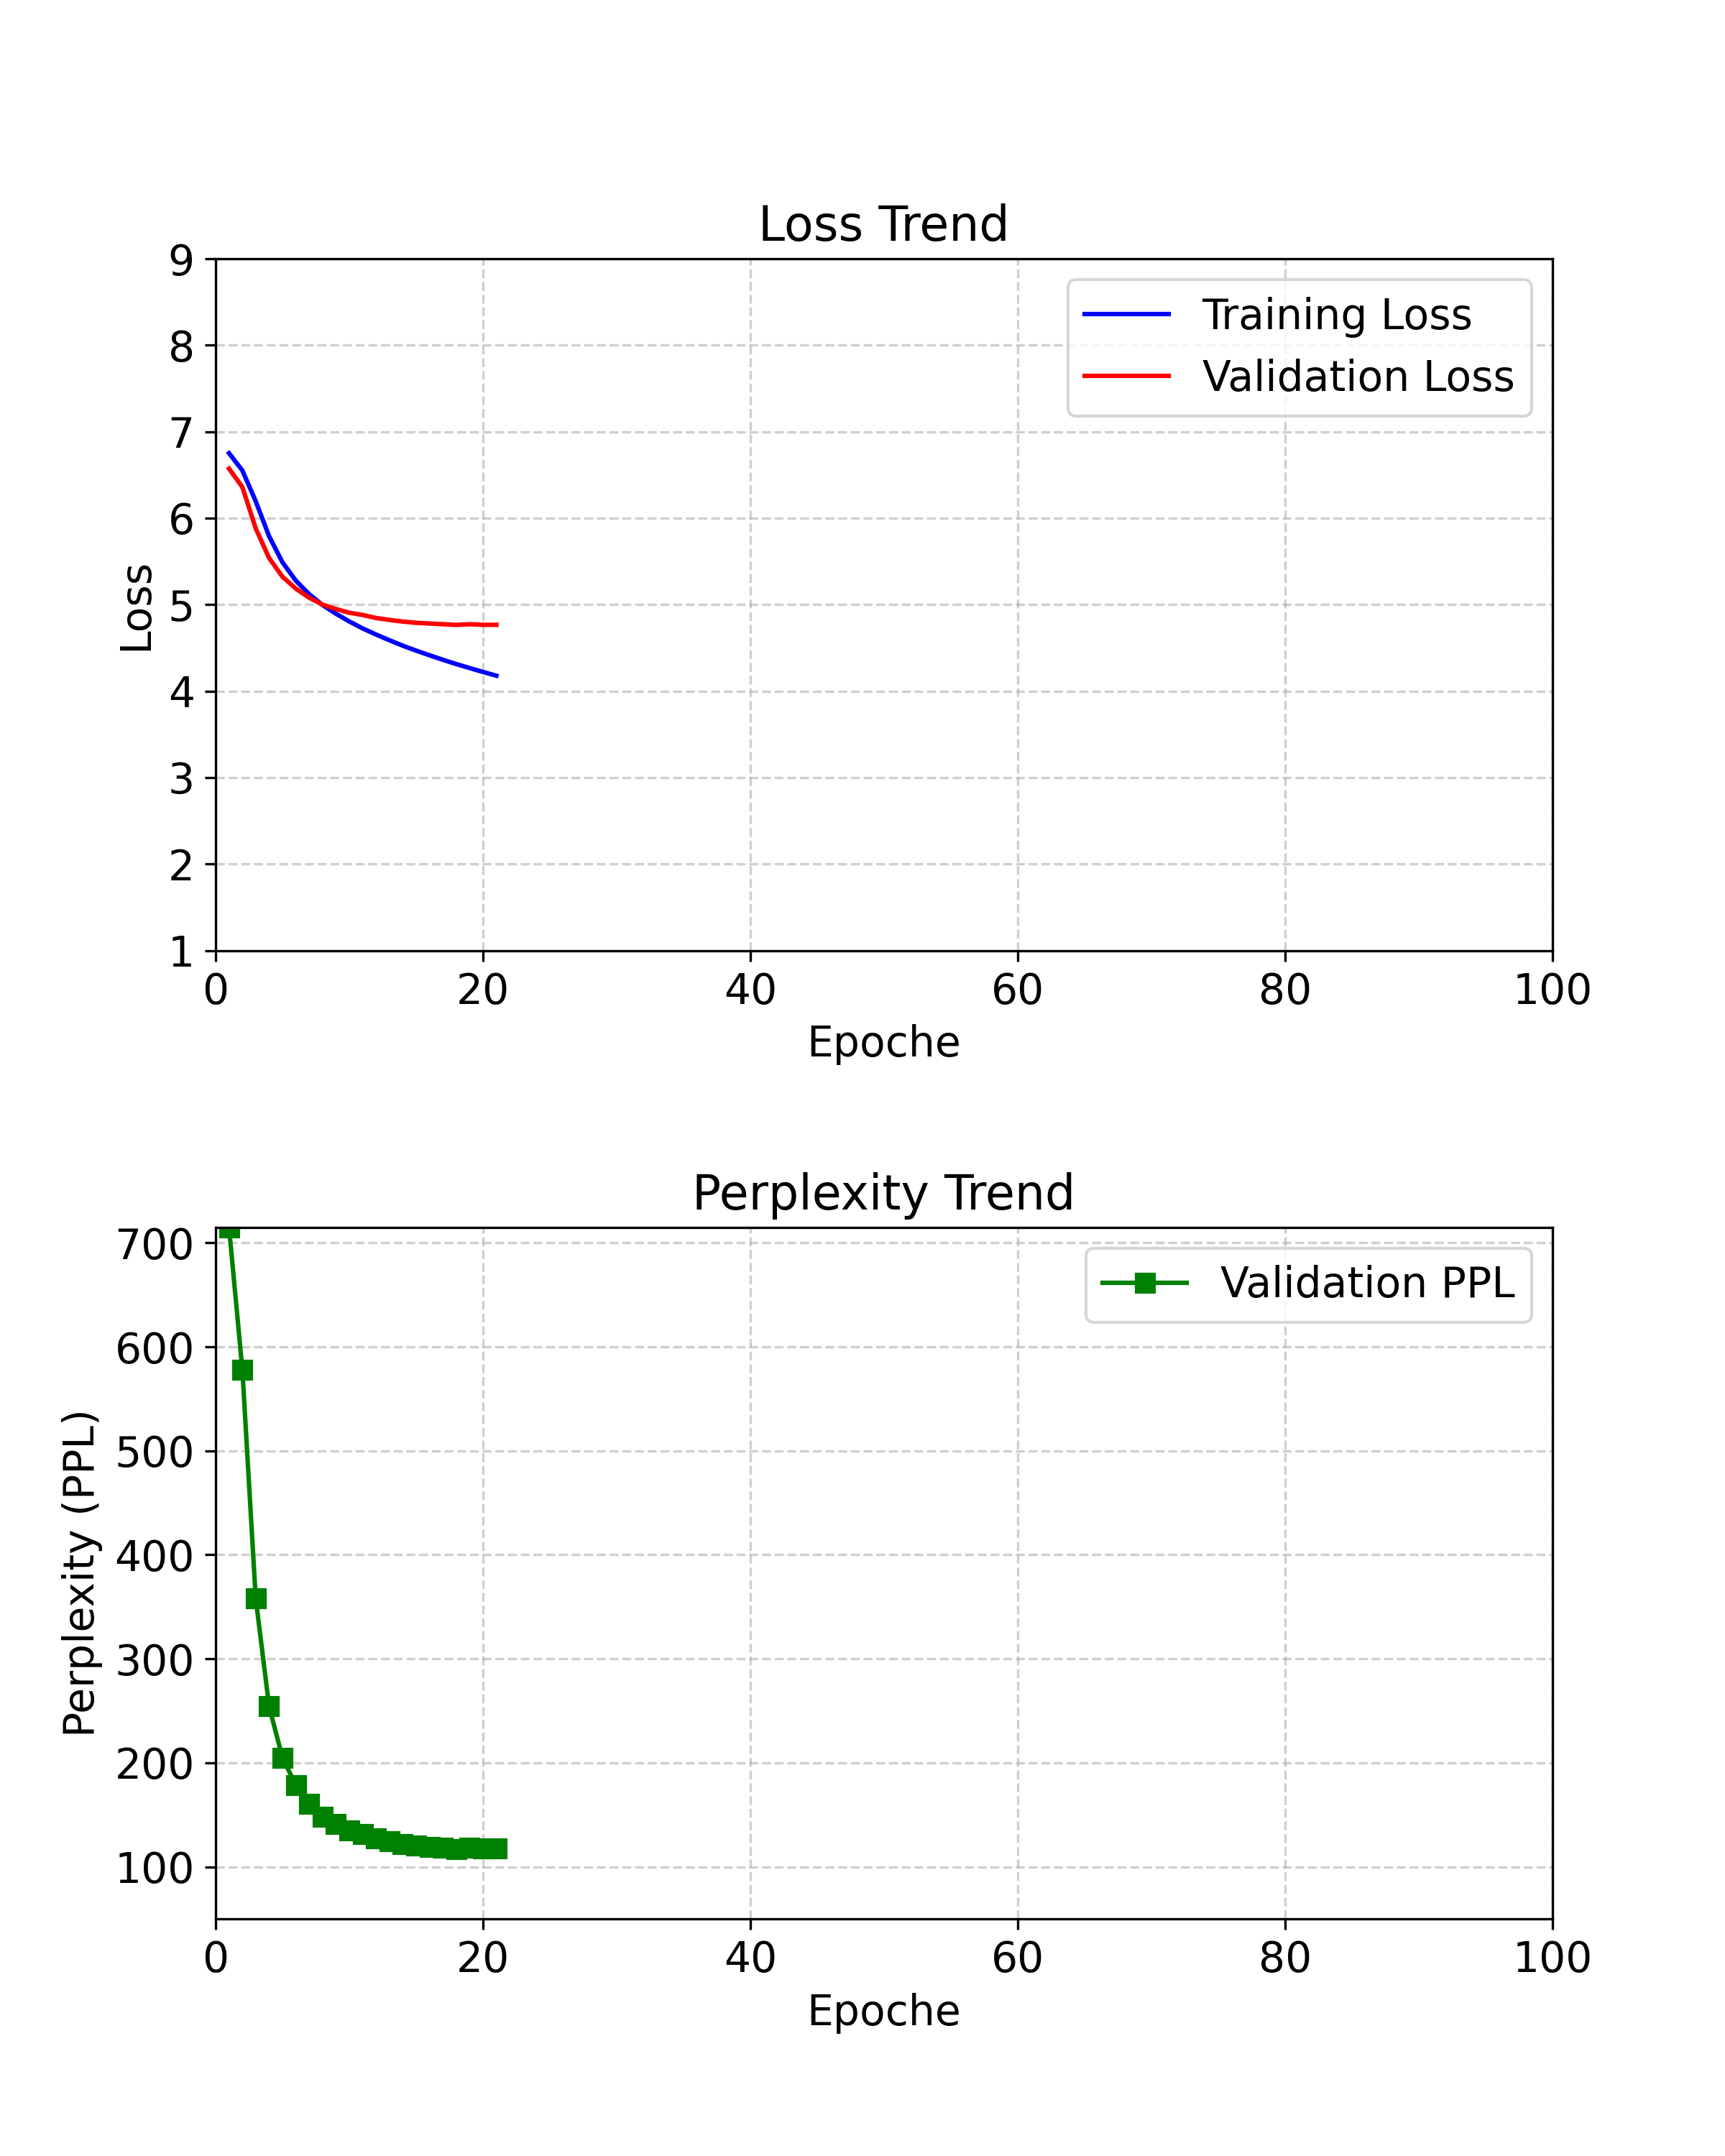 Loss Trend
9
8
7
6
5
4
3
2
1
Loss
Training Loss
Validation Loss
0 20 40 60 80 100
Epoche
Perplexity Trend
700
600
500
400
300
200
100
Perplexity (PPL)
Validation PPL
0 20 40 60 80 100
Epoche